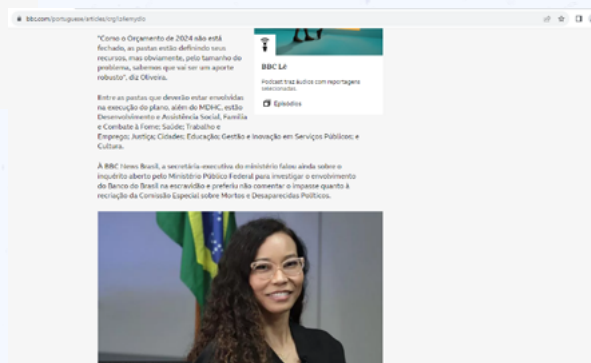 "Como o Orçamento de 2024 não está
fechado, as pastas estão definindo seus
recursos, mas obviamente, pelo tamanho do
problema, sabemos que vai ser um aporte
robusto", diz Oliveira.
BBC Lê
Podcast traz áudios com reportagens
selecionadas.
Episódios
Entre as pastas que deverão estar envolvidas
na execução do plano, além do MDHC, estão
Desenvolvimento e Assistência Social, Família
e Combate à Fome; Saúde; Trabalho e
Emprego; Justiça; Cidades; Educação; Gestão e Inovação em Serviços Públicos; e
Cultura.
À BBC News Brasil, a secretária-executiva do ministério falou ainda sobre o
inquérito aberto pelo Ministério Público Federal para investigar o envolvimento
do Banco do Brasil na escravidão e preferiu não comentar o impasse quanto à
recriação da Comissão Especial sobre Mortos e Desaparecidos Políticos.